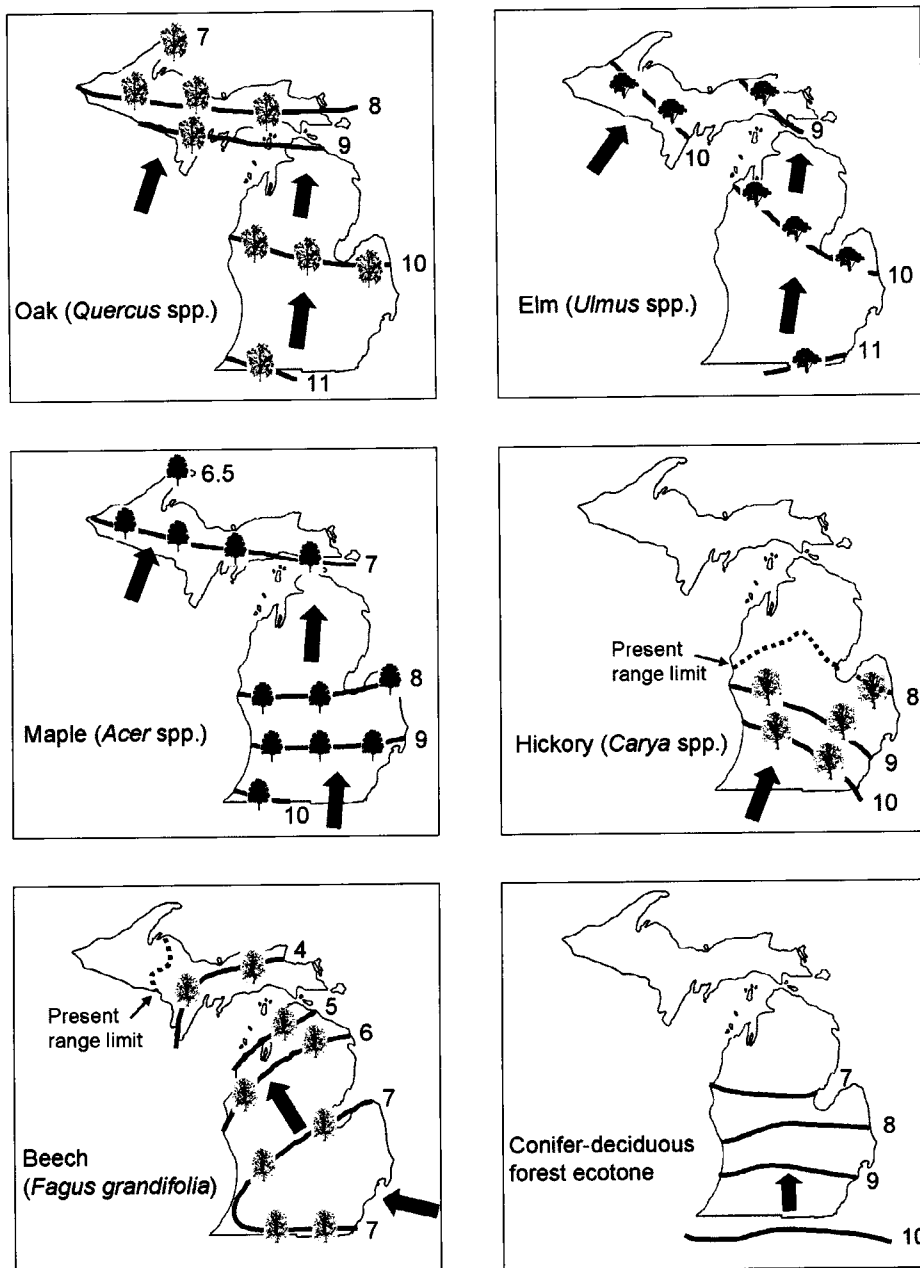 7
8
9
10
Oak (Quercus spp.)
11
9
10
10
Elm (Ulmus spp.)
11
6.5
7
8
Maple (Acer spp.)
9
10
Present
range limit
8
Hickory (Carya spp.)
9
10
4
Present
range limit
5
6
7
Beech
(Fagus grandifolia)
7
7
8
Conifer-deciduous
forest ecotone
9
10